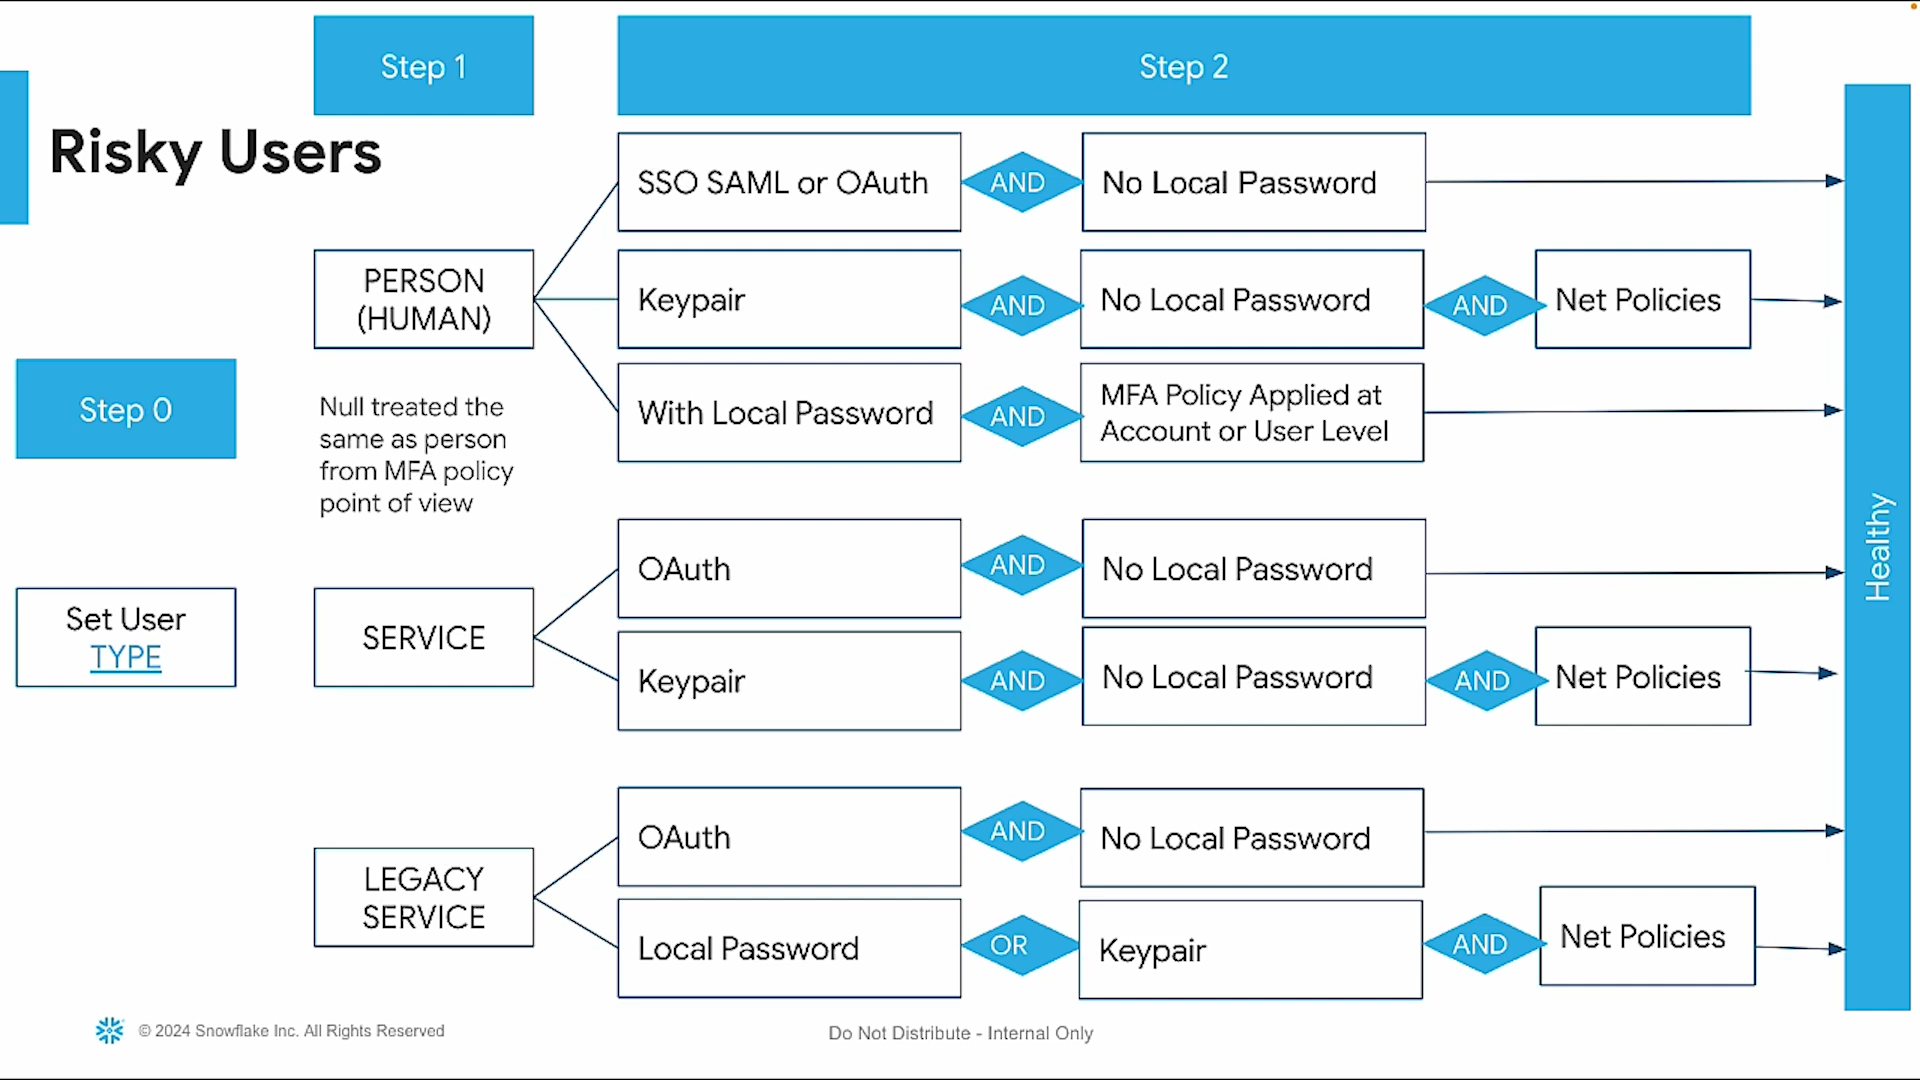 Step 1
Step 2
Risky Users
SSO SAML or OAuth
AND
No Local Password
PERSON
(HUMAN)
Keypair
AND
No Local Password
AND
Net Policies
Step 0
Null treated the
same as person
from MFA policy
point of view
With Local Password
AND
MFA Policy Applied at
Account or User Level
Healthy
Set User
TYPE
SERVICE
OAuth
AND
No Local Password
Keypair
AND
No Local Password
AND
Net Policies
LEGACY
SERVICE
OAuth
AND
No Local Password
Local Password
OR
Keypair
AND
Net Policies
© 2024 Snowflake Inc. All Rights Reserved
Do Not Distribute - Internal Only